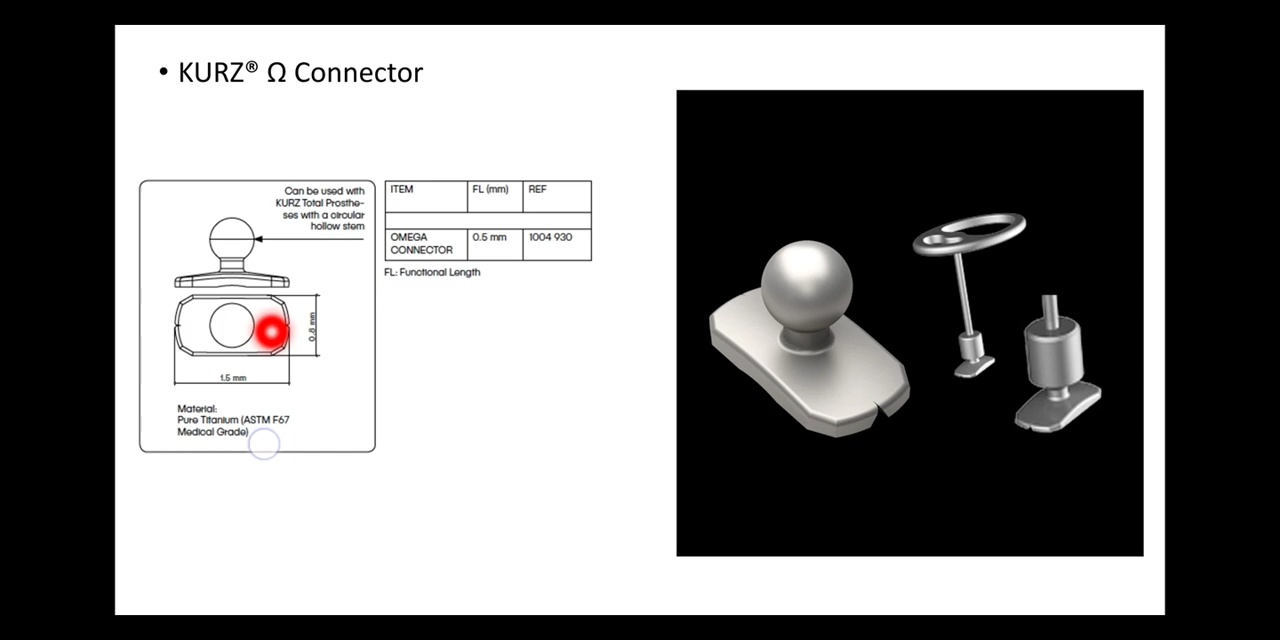 • KURZ® Ω Connector
Can be used with
KURZ Total Prosthe-
ses with a circular
hollow stem
0.8 mm
1.5 mm
Material:
Pure Titanium (ASTM F67
Medical Grade)
ITEM FL (mm) REF
OMEGA CONNECTOR 0.5 mm 1004 930
FL: Functional Length